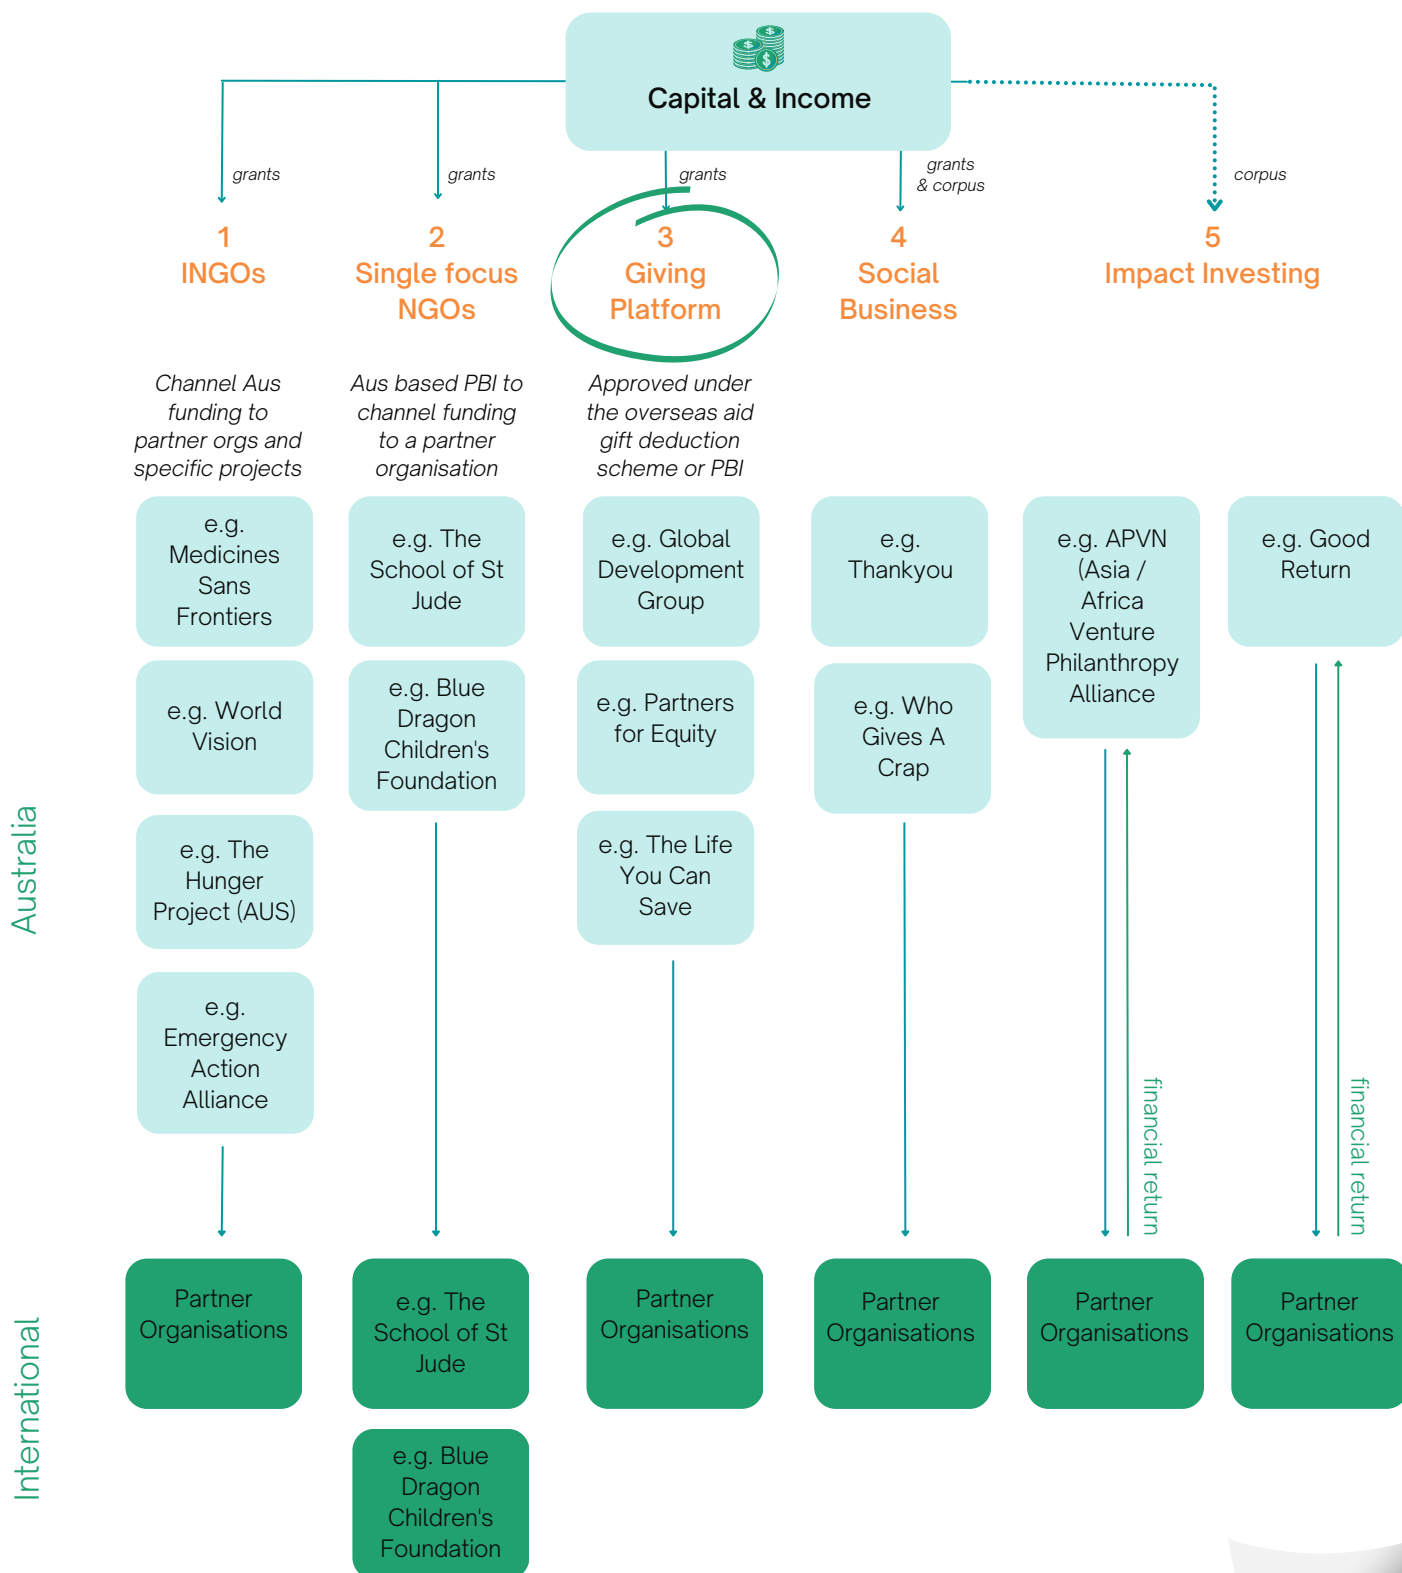 Capital & Income
grants
grants
grants
grants
& corpus
corpus
1
INGOs
2
Single focus
NGOs
3
Giving
Platform
4
Social
Business
5
Impact Investing
Channel Aus
funding to
partner orgs and
specific projects
Aus based PBI to
channel funding
to a partner
organisation
Approved under
the overseas aid
gift deduction
scheme or PBI
Australia
e.g.
Medicines
Sans
Frontiers
e.g. World
Vision
e.g. The
Hunger
Project (AUS)
e.g.
Emergency
Action
Alliance
e.g. The
School of St
Jude
e.g. Blue
Dragon
Children's
Foundation
e.g. Global
Development
Group
e.g. Partners
for Equity
e.g. The Life
You Can
Save
e.g.
Thankyou
e.g. Who
Gives A
Crap
e.g. APVN
(Asia /
Africa
Venture
Philanthropy
Alliance
e.g. Good
Return
financial return
financial return
International
Partner
Organisations
e.g. The
School of St
Jude
e.g. Blue
Dragon
Children's
Foundation
Partner
Organisations
Partner
Organisations
Partner
Organisations
Partner
Organisations